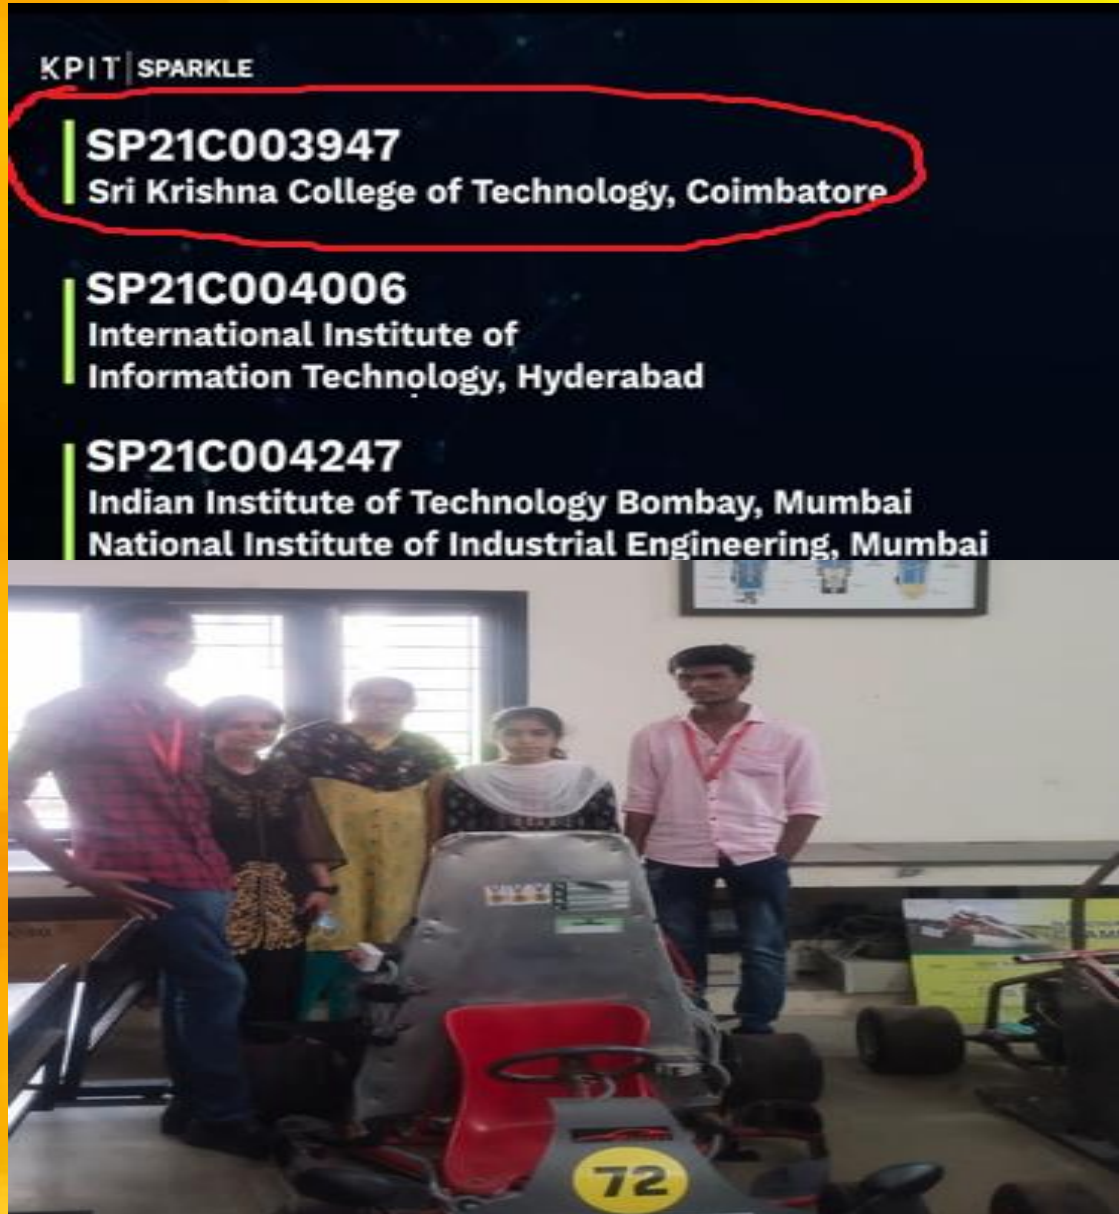 KPIT SPARKLE
SP21C003947
Sri Krishna College of Technology, Coimbatore
SP21C004006
International Institute of
Information Technology, Hyderabad
SP21C004247
Indian Institute of Technology Bombay, Mumbai
National Institute of Industrial Engineering, Mumbai
72